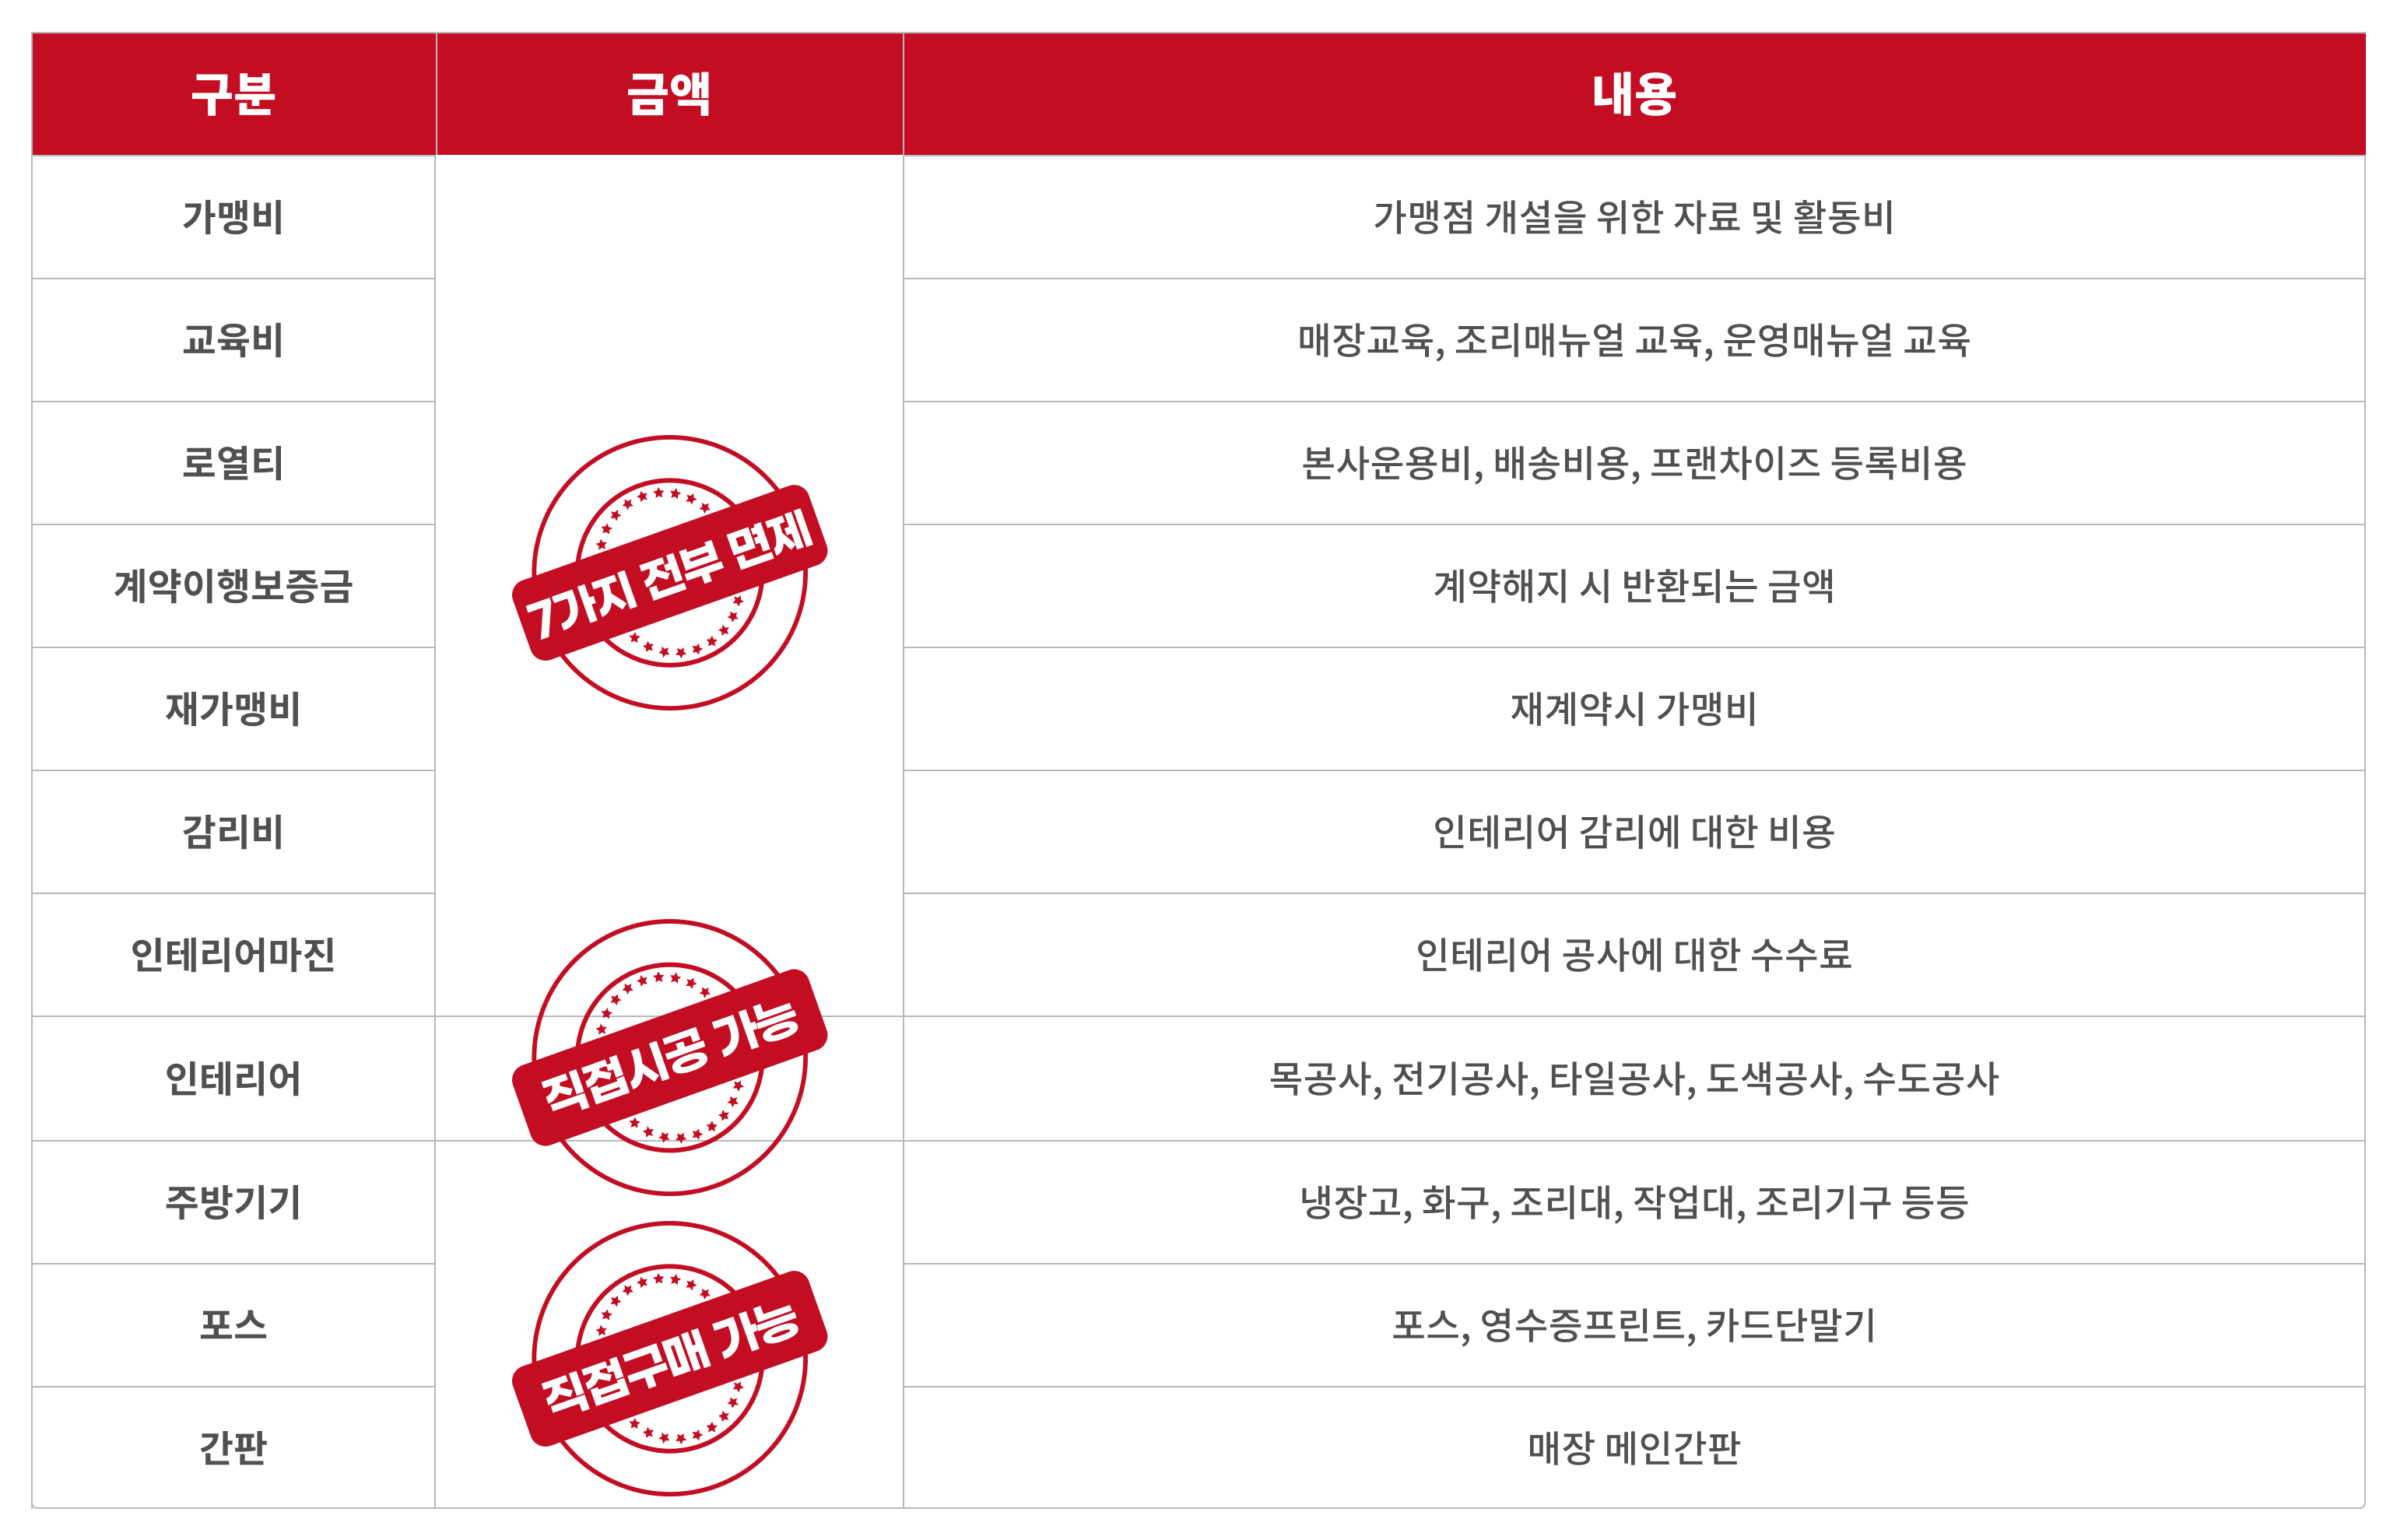 구분 금액 내용
가맹비 가맹점 개설을 위한 자료 및 활동비
교육비 매장교육, 조리매뉴얼 교육, 운영매뉴얼 교육
로열티 본사운용비, 배송비용, 프랜차이즈 등록비용
7가지 전부 면제
계약이행보증금 계약해지 시 반환되는 금액
재가맹비 재계약시 가맹비
감리비 인테리어 감리에 대한 비용
인테리어마진 인테리어 공사에 대한 수수료
직접시공 가능
인테리어 목공사, 전기공사, 타일공사, 도색공사, 수도공사
주방기기 냉장고, 화구, 조리대, 작업대, 조리기구 등등
포스 포스, 영수증프린트, 카드단말기
직접구매 가능
간판 매장 메인간판